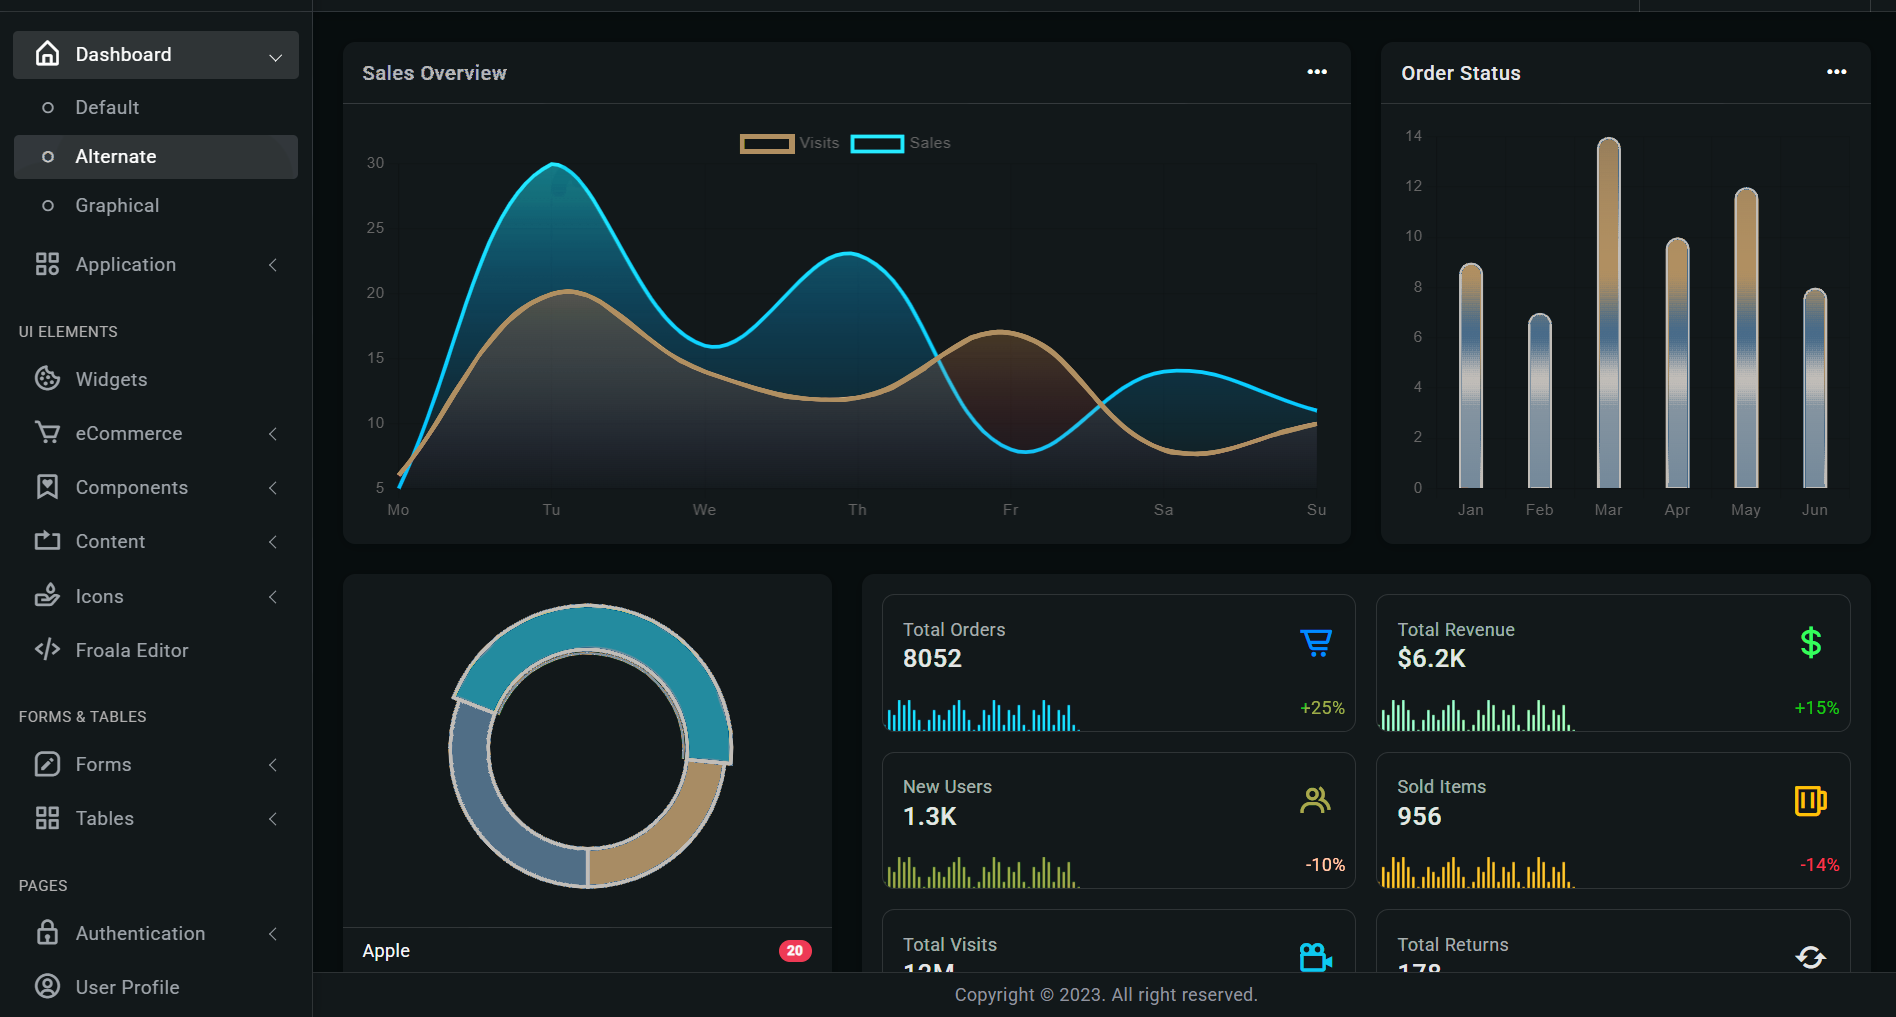 Dashboard
Default
Alternate
Graphical
Application
UI ELEMENTS
Widgets
eCommerce
Components
Content
Icons
Froala Editor
FORMS & TABLES
Forms
Tables
PAGES
Authentication
User Profile
Sales Overview
Visits Sales
30
25
20
15
10
5
Mo Tu We Th Fr Sa Su
Order Status
14
12
10
8
6
4
2
0
Jan Feb Mar Apr May Jun
Apple 20
Total Orders
8052
+25%
Total Revenue
$6.2K
+15%
New Users
1.3K
-10%
Sold Items
956
-14%
Total Visits
12M
Total Returns
178
Copyright © 2023. All right reserved.